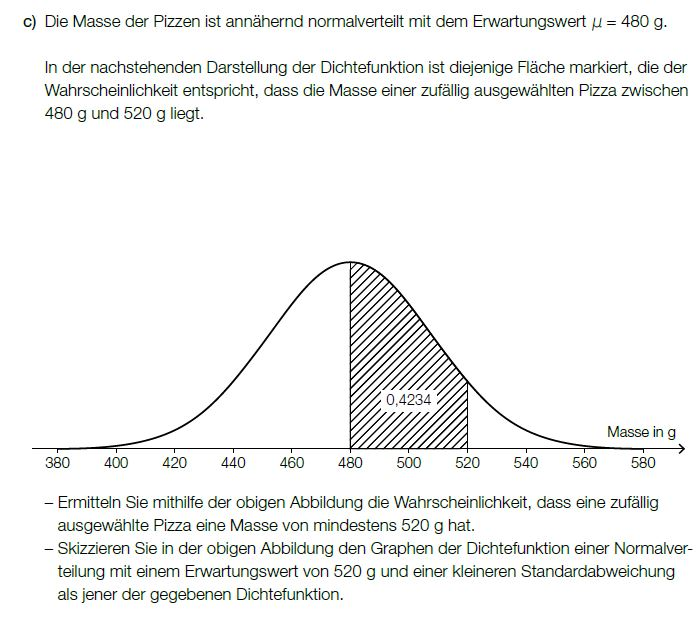 c) Die Masse der Pizzen ist annähernd normalverteilt mit dem Erwartungswert μ = 480 g.
In der nachstehenden Darstellung der Dichtefunktion ist diejenige Fläche markiert, die der
Wahrscheinlichkeit entspricht, dass die Masse einer zufällig ausgewählten Pizza zwischen
480 g und 520 g liegt.
0,4234
Masse in g
380 400 420 440 460 480 500 520 540 560 580
– Ermitteln Sie mithilfe der obigen Abbildung die Wahrscheinlichkeit, dass eine zufällig
ausgewählte Pizza eine Masse von mindestens 520 g hat.
– Skizzieren Sie in der obigen Abbildung den Graphen der Dichtefunktion einer Normalver-
teilung mit einem Erwartungswert von 520 g und einer kleineren Standardabweichung
als jener der gegebenen Dichtefunktion.